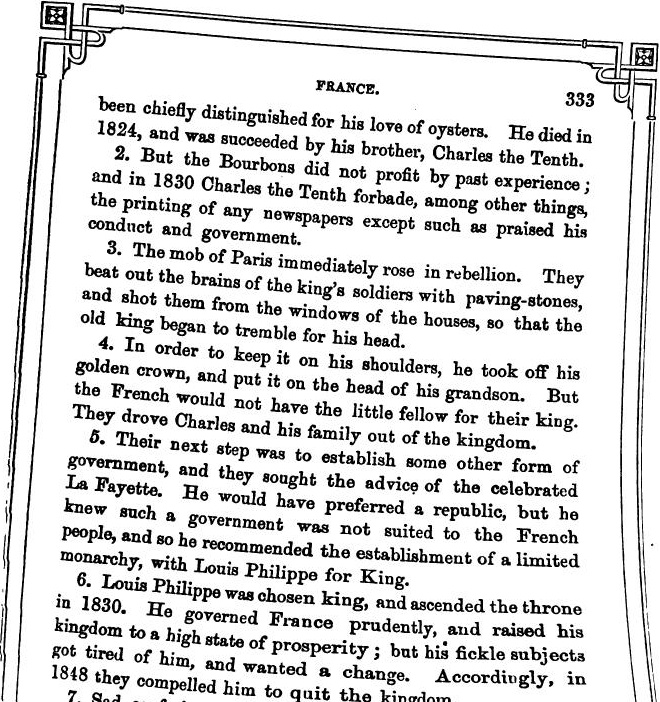 FRANCE.
333
been chiefly distinguished for his love of oysters. He died in
1824, and was succeeded by his brother, Charles the Tenth.
2. But the Bourbons did not profit by past experience;
and in 1830 Charles the Tenth forbade, among other things,
the printing of any newspapers except such as praised his
conduct and government.
3. The mob of Paris immediately rose in rebellion. They
beat out the brains of the king's soldiers with paving-stones,
and shot them from the windows of the houses, so that the
old king began to tremble for his head.
4. In order to keep it on his shoulders, he took off his
golden crown, and put it on the head of his grandson. But
the French would not have the little fellow for their king.
They drove Charles and his family out of the kingdom.
5. Their next step was to establish some other form of
government, and they sought the advice of the celebrated
La Fayette. He would have preferred a republic, but he
knew such a government was not suited to the French
people, and so he recommended the establishment of a limited
monarchy, with Louis Philippe for King.
6. Louis Philippe was chosen king, and ascended the throne
in 1830. He governed France prudently, and raised his
kingdom to a high state of prosperity; but his fickle subjects
got tired of him, and wanted a change. Accordingly, in
1848 they compelled him to quit the kingdom.
7. Sad